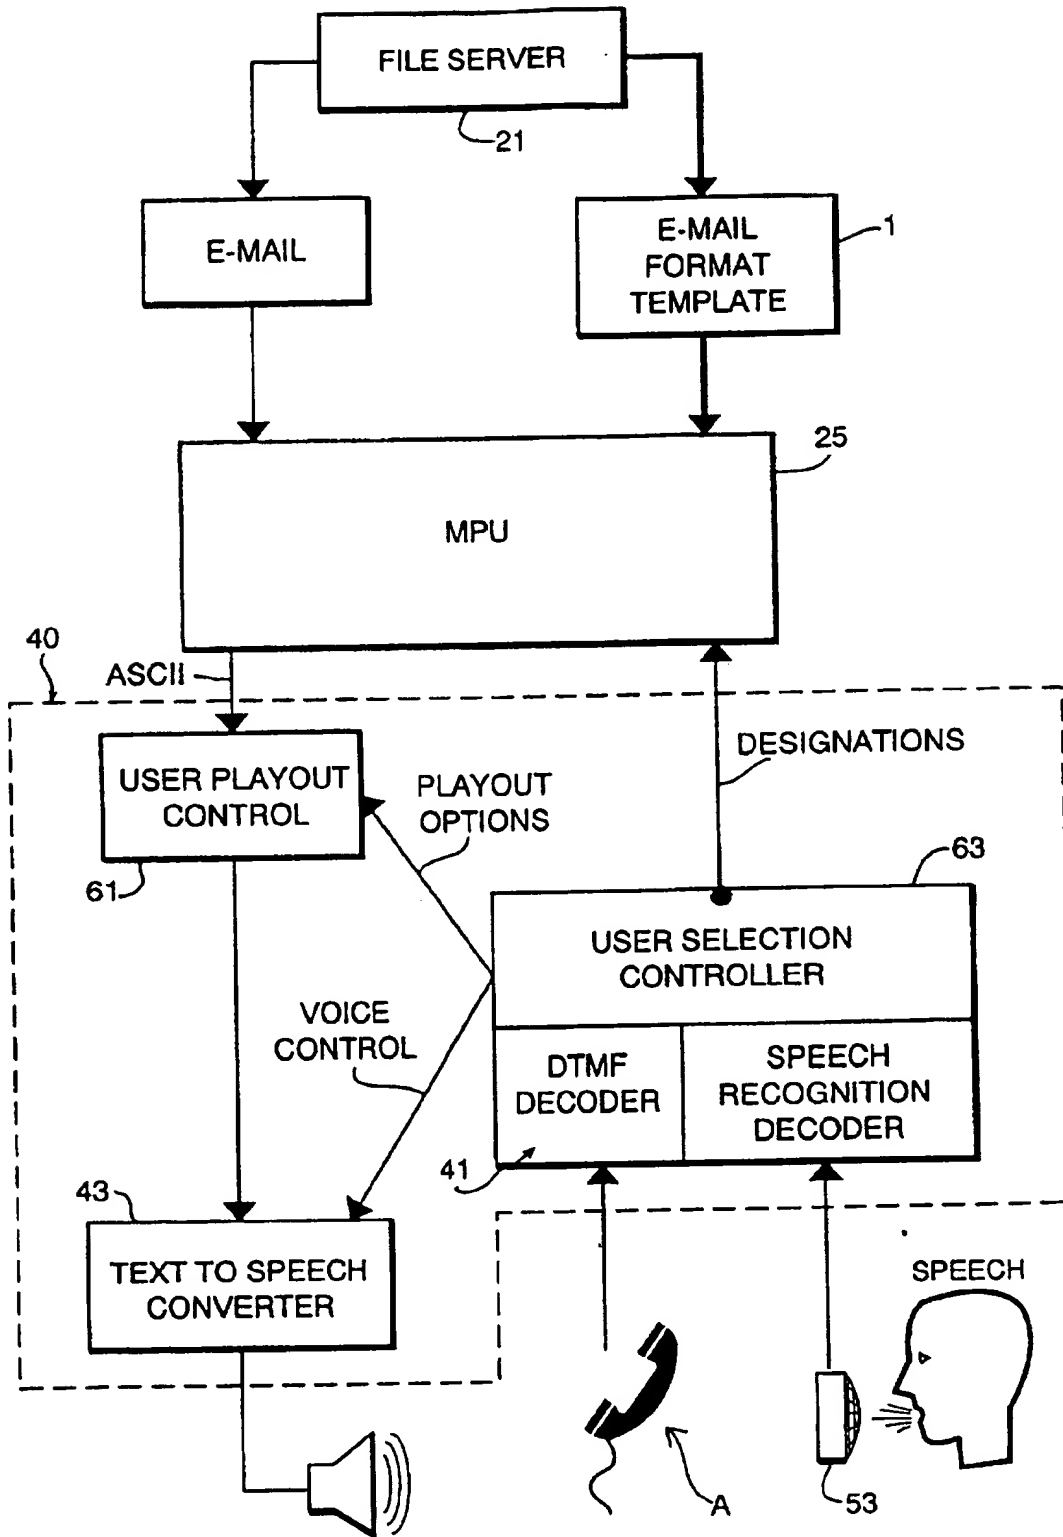 FILE SERVER
21
E-MAIL
E-MAIL
FORMAT
TEMPLATE
1
25
MPU
40
ASCII
DESIGNATIONS
USER PLAYOUT
CONTROL
PLAYOUT
OPTIONS
61
63
USER SELECTION
CONTROLLER
VOICE
CONTROL
DTMF
DECODER
SPEECH
RECOGNITION
DECODER
41
43
TEXT TO SPEECH
CONVERTER
SPEECH
A
53